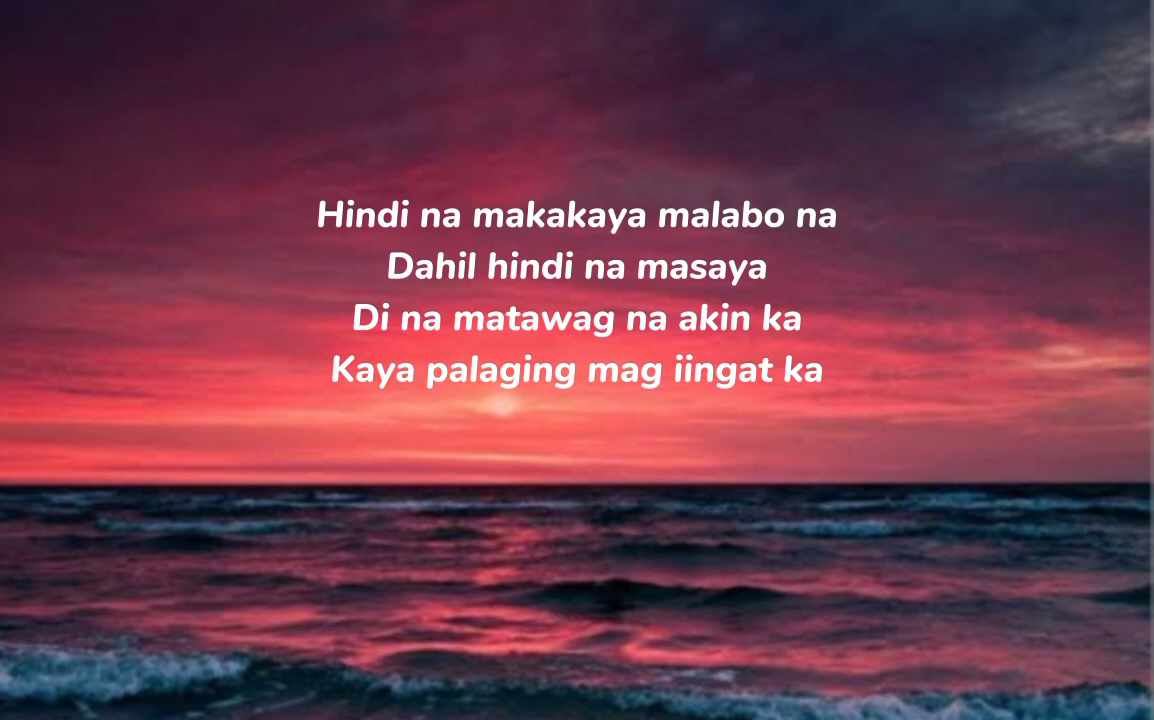 Hindi na makakaya malabo na
Dahil hindi na masaya
Di na matawag na akin ka
Kaya palaging mag iingat ka